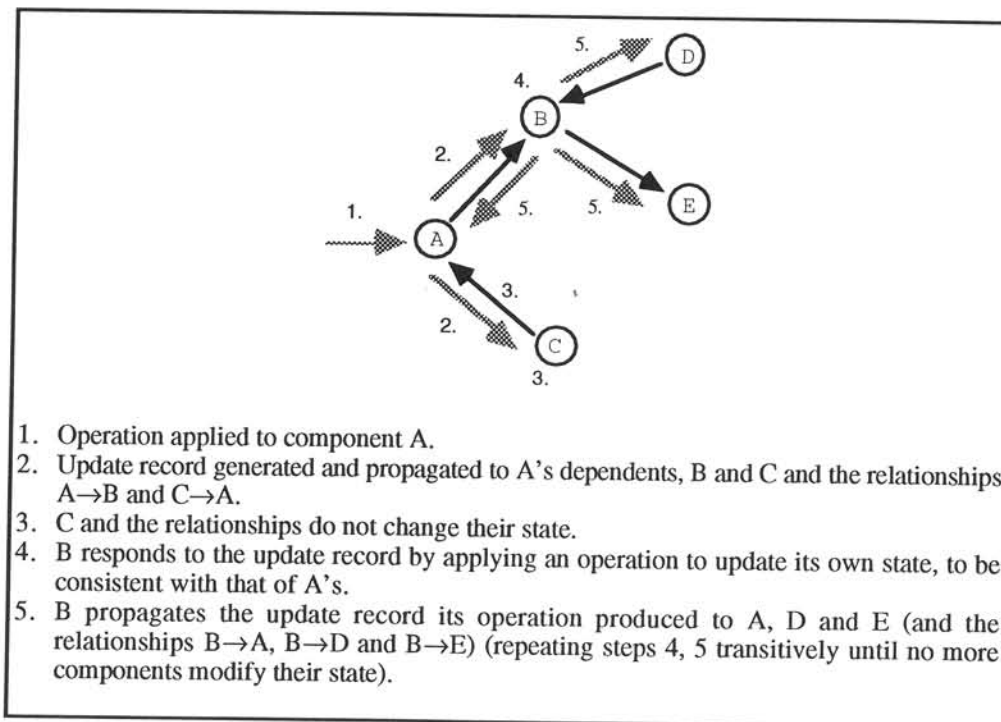 5.
D
4.
B
2.
5.
5.
E
1.
A
3.
2.
C
3.
1. Operation applied to component A.
2. Update record generated and propagated to A's dependents, B and C and the relationships
A→B and C→A.
3. C and the relationships do not change their state.
4. B responds to the update record by applying an operation to update its own state, to be
consistent with that of A's.
5. B propagates the update record its operation produced to A, D and E (and the
relationships B→A, B→D and B→E) (repeating steps 4, 5 transitively until no more
components modify their state).